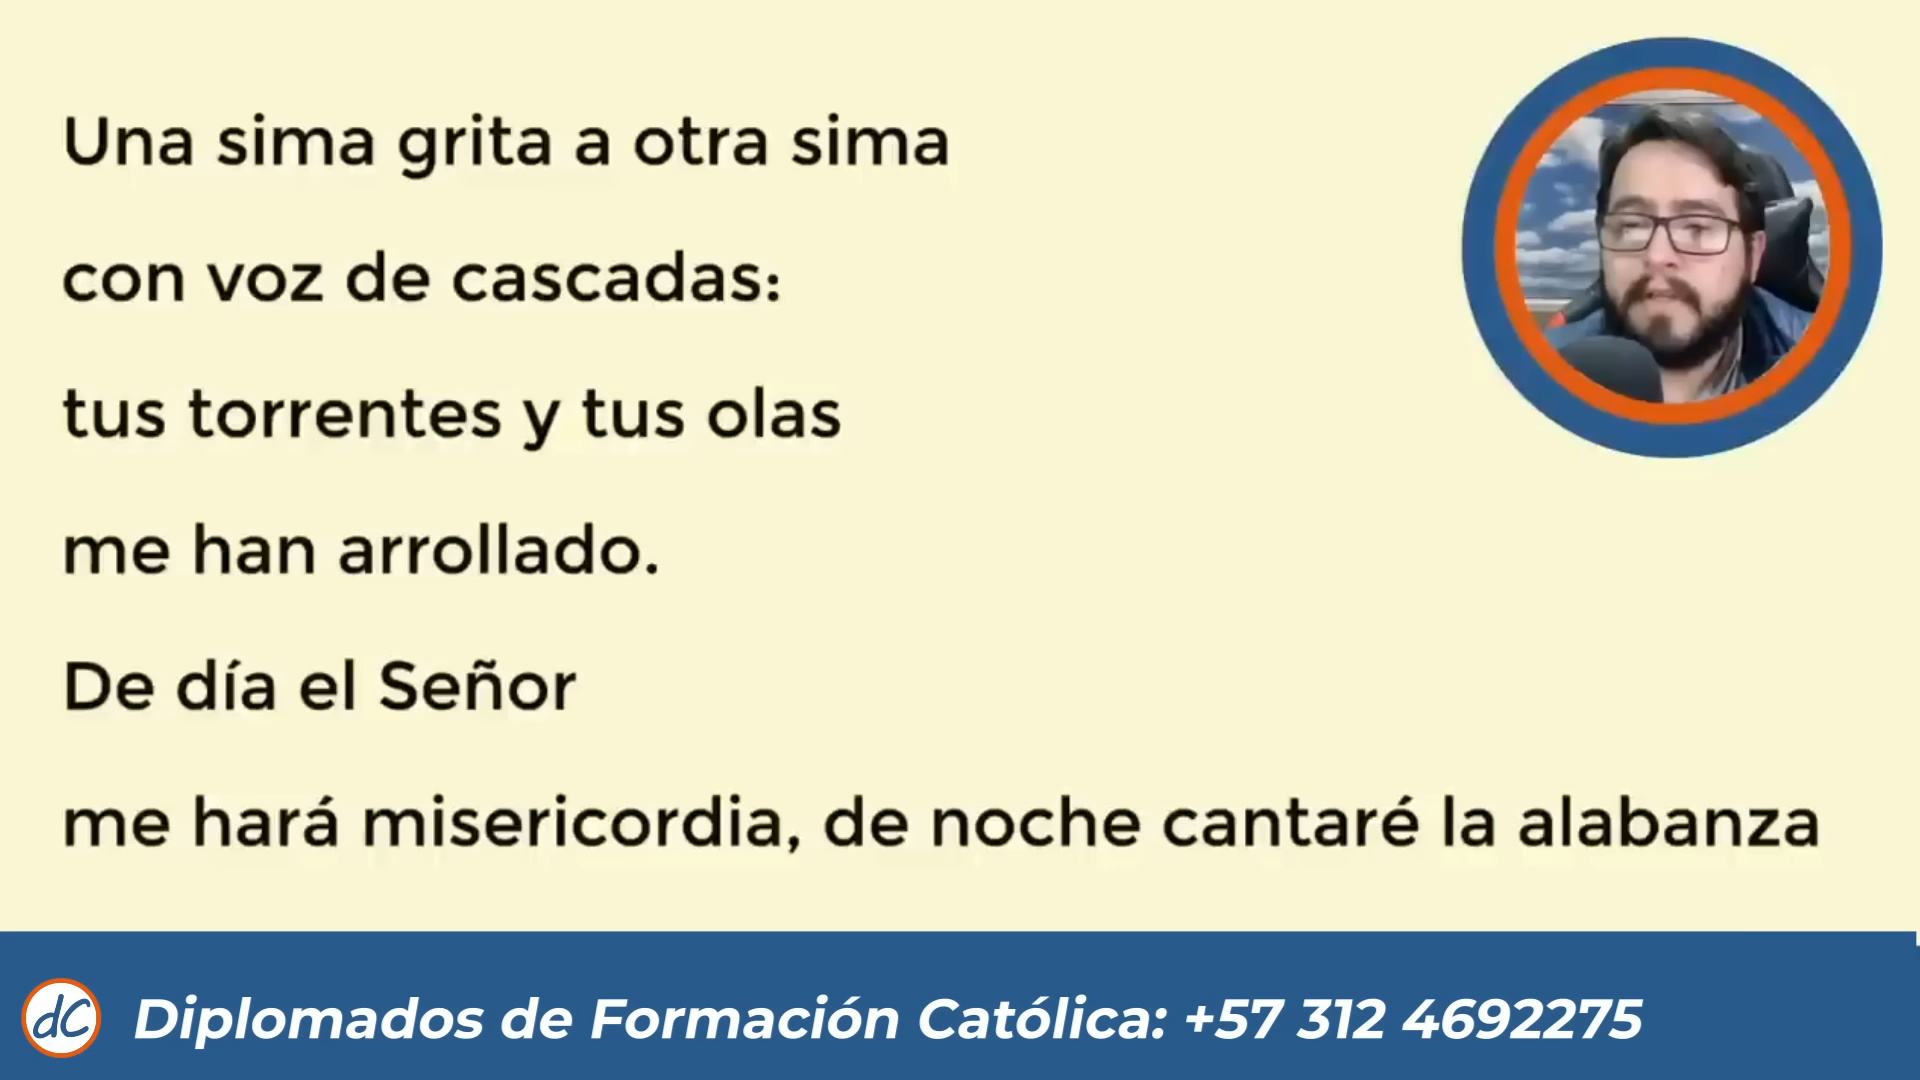 Una sima grita a otra sima
con voz de cascadas:
tus torrentes y tus olas
me han arrollado.
De día el Señor
me hará misericordia, de noche cantaré la alabanza
dC Diplomados de Formación Católica: +57 312 4692275